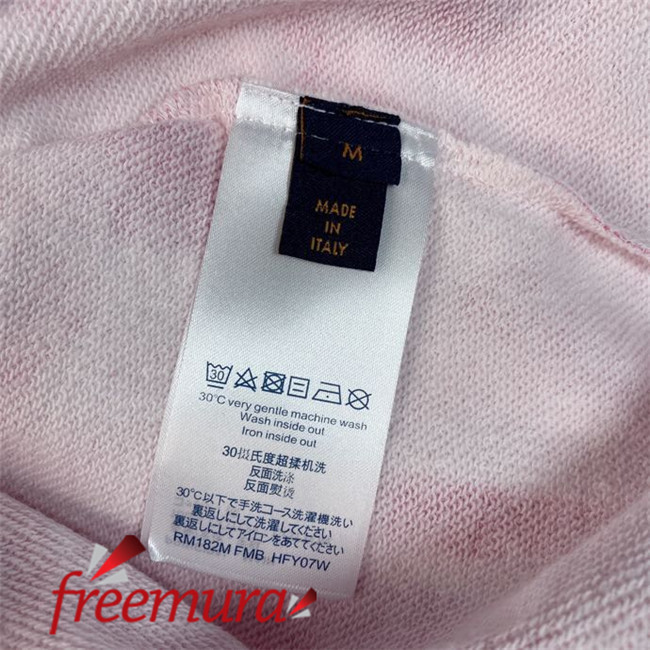 M
MADE
IN
ITALY
30
30°C very gentle machine wash
Wash inside out
Iron inside out
30摄氏度超揉机洗
反面洗涤
反面熨烫
30℃以下で手洗コース洗濯機洗い
裏返しにして洗濯してください
裏返しにしてアイロンをあててください
RM182M FMB HFY07W
freemura